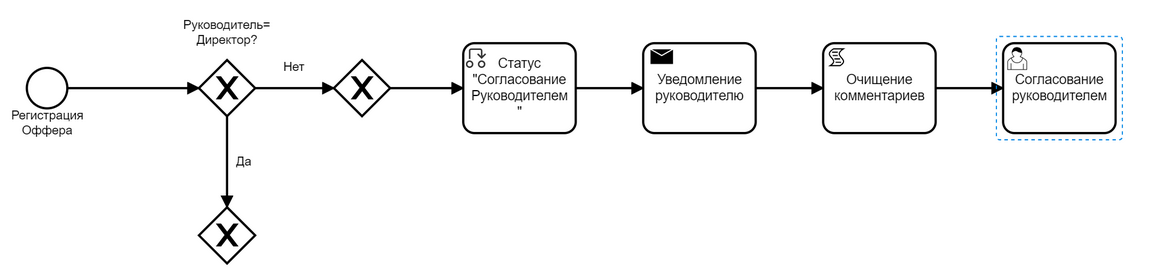 Руководитель=
Директор?
Нет
Да
Регистрация
Оффера
Статус
"Согласование
Руководителем
"
Уведомление
руководителю
Очищение
комментариев
Согласование
руководителем